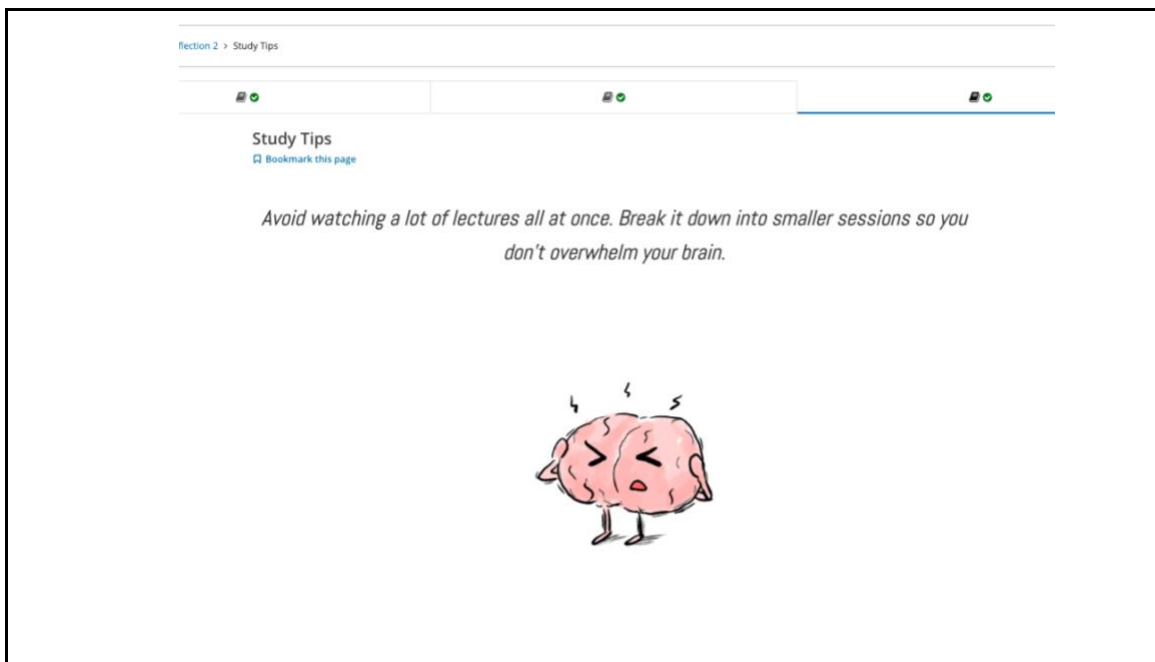 flection 2 > Study Tips
Study Tips
Bookmark this page
Avoid watching a lot of lectures all at once. Break it down into smaller sessions so you
don't overwhelm your brain.